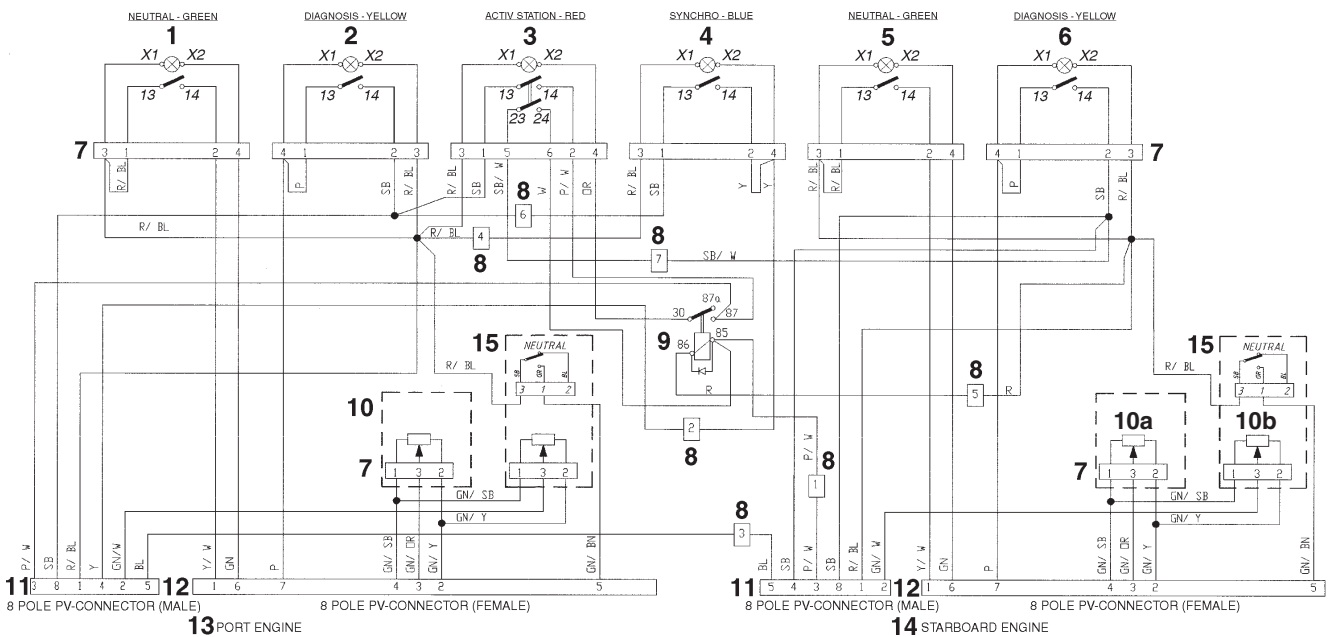 NEUTRAL - GREEN DIAGNOSIS - YELLOW ACTIV STATION - RED SYNCHRO - BLUE NEUTRAL - GREEN DIAGNOSIS - YELLOW
1 2 3 4 5 6
X1 X2 X1 X2 X1 X2 X1 X2 X1 X2 X1 X2
13 14 13 14 13 14 13 14 13 14 13 14
23 24
7 3 1 2 4 4 1 2 3 3 1 5 6 2 4 3 1 2 4 3 1 2 4 4 1 2 3 7
R/ BL P SB R/ BL R/ BL SB SB/ W W P/ W OR R/ BL SB Y Y R/ BL R/ BL P SB R/ BL
8
6
R/ BL R/ BL 4
8
8
7 SB/ W
87a
30 87
9 86 85
R
15 NEUTRAL
SB GR 9 BL
3 1 2
R/ BL
8
5 R
15 NEUTRAL
SB GR 9 BL
3 1 2
R/ BL
10 10a 10b
2
8
P/ W
8
1
7 1 3 2 1 3 2 7 1 3 2 1 3 2
GN/ SB GN/ SB
GN/ Y GN/ Y
8
3
P/ W SB R/ BL Y GN/W BL Y/ W GN P GN/ SB GN/ OR GN/ Y GN/ BN BL SB P/ W SB R/ BL GN/ W Y/ W GN P GN/ SB GN/ OR GN/ Y GN/ BN
11 3 8 1 4 2 5 12 1 6 7 4 3 2 5 11 5 4 3 8 1 2 12 1 6 7 4 3 2 5
8 POLE PV-CONNECTOR (MALE) 8 POLE PV-CONNECTOR (FEMALE) 8 POLE PV-CONNECTOR (MALE) 8 POLE PV-CONNECTOR (FEMALE)
13 PORT ENGINE 14 STARBOARD ENGINE